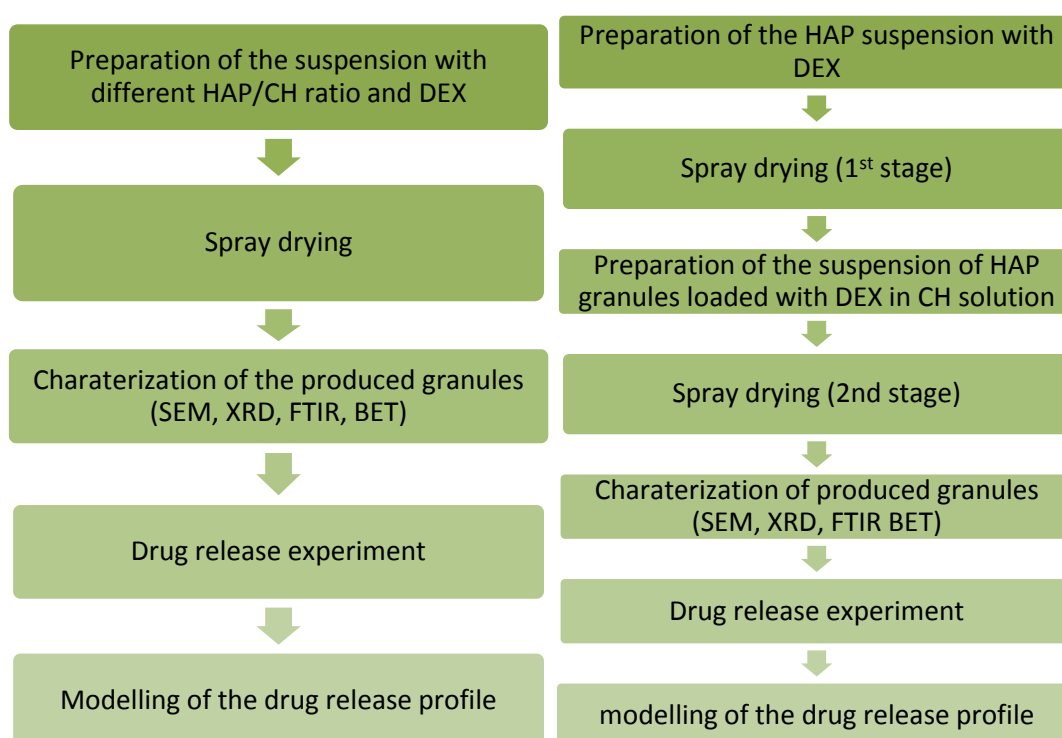 Preparation of the suspension with
different HAP/CH ratio and DEX
Spray drying
Charaterization of the produced granules
(SEM, XRD, FTIR, BET)
Drug release experiment
Modelling of the drug release profile
Preparation of the HAP suspension with
DEX
Spray drying (1st stage)
Preparation of the suspension of HAP
granules loaded with DEX in CH solution
Spray drying (2nd stage)
Charaterization of produced granules
(SEM, XRD, FTIR BET)
Drug release experiment
modelling of the drug release profile